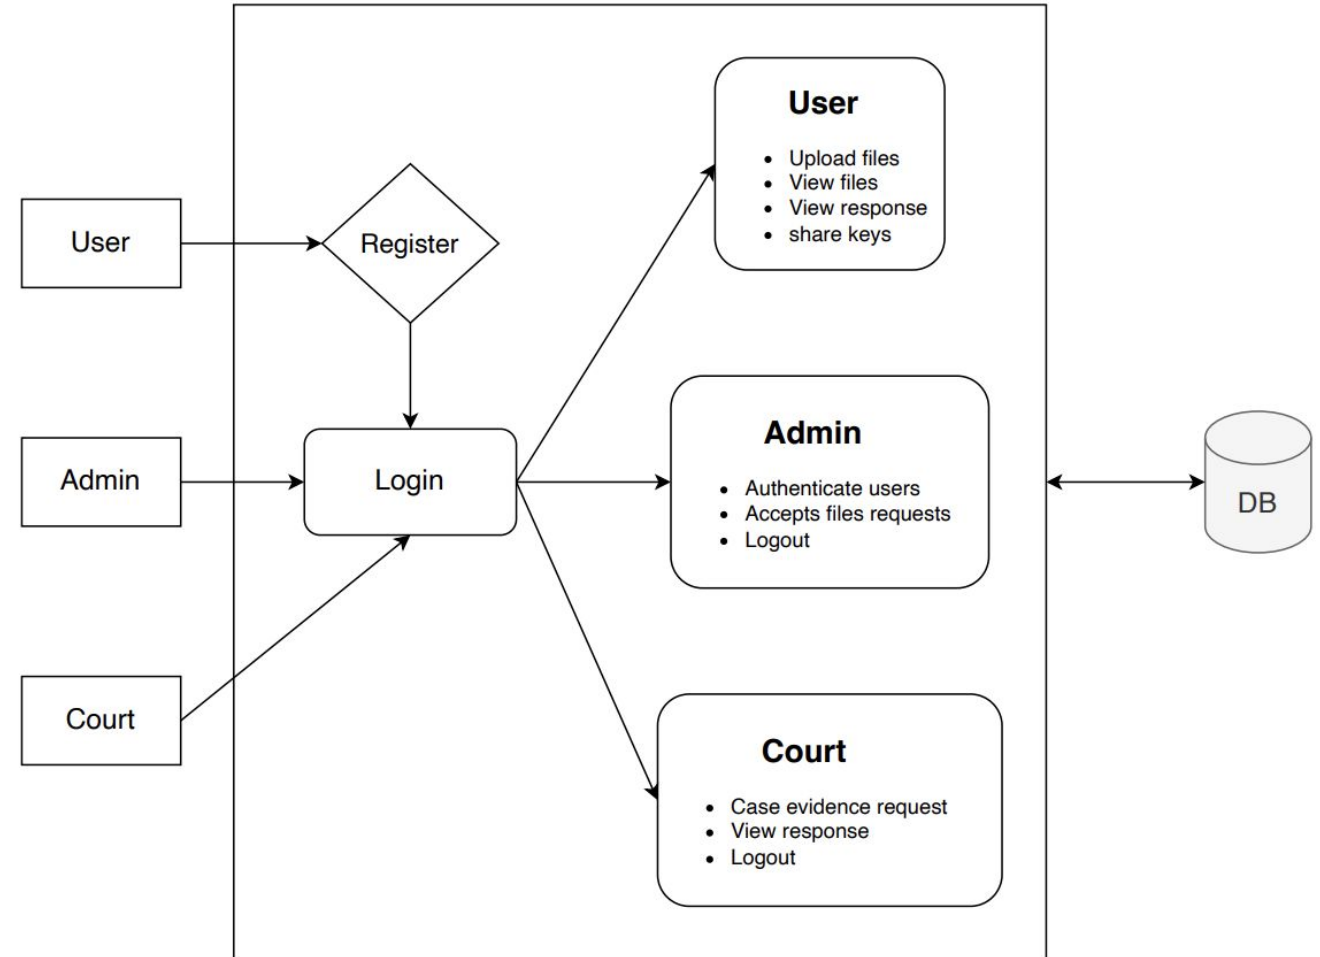 User
Register
Admin
Login
Court
User
• Upload files
• View files
• View response
• share keys
Admin
• Authenticate users
• Accepts files requests
• Logout
Court
• Case evidence request
• View response
• Logout
DB